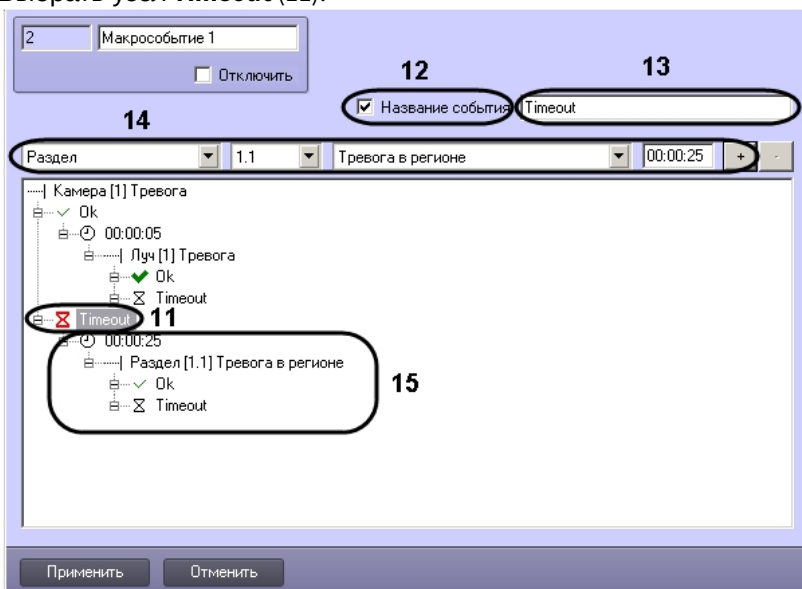 Выбрать узел Timeout (11).
2 Макрособытие 1
Отключить
12 13
Название события Timeout
14
Раздел 1.1 Тревога в регионе 00:00:25 + -
Камера [1] Тревога
Ok
00:00:05
Луч [1] Тревога
Ok
Timeout
Timeout 11
00:00:25
Раздел [1.1] Тревога в регионе
Ok 15
Timeout
Применить Отменить